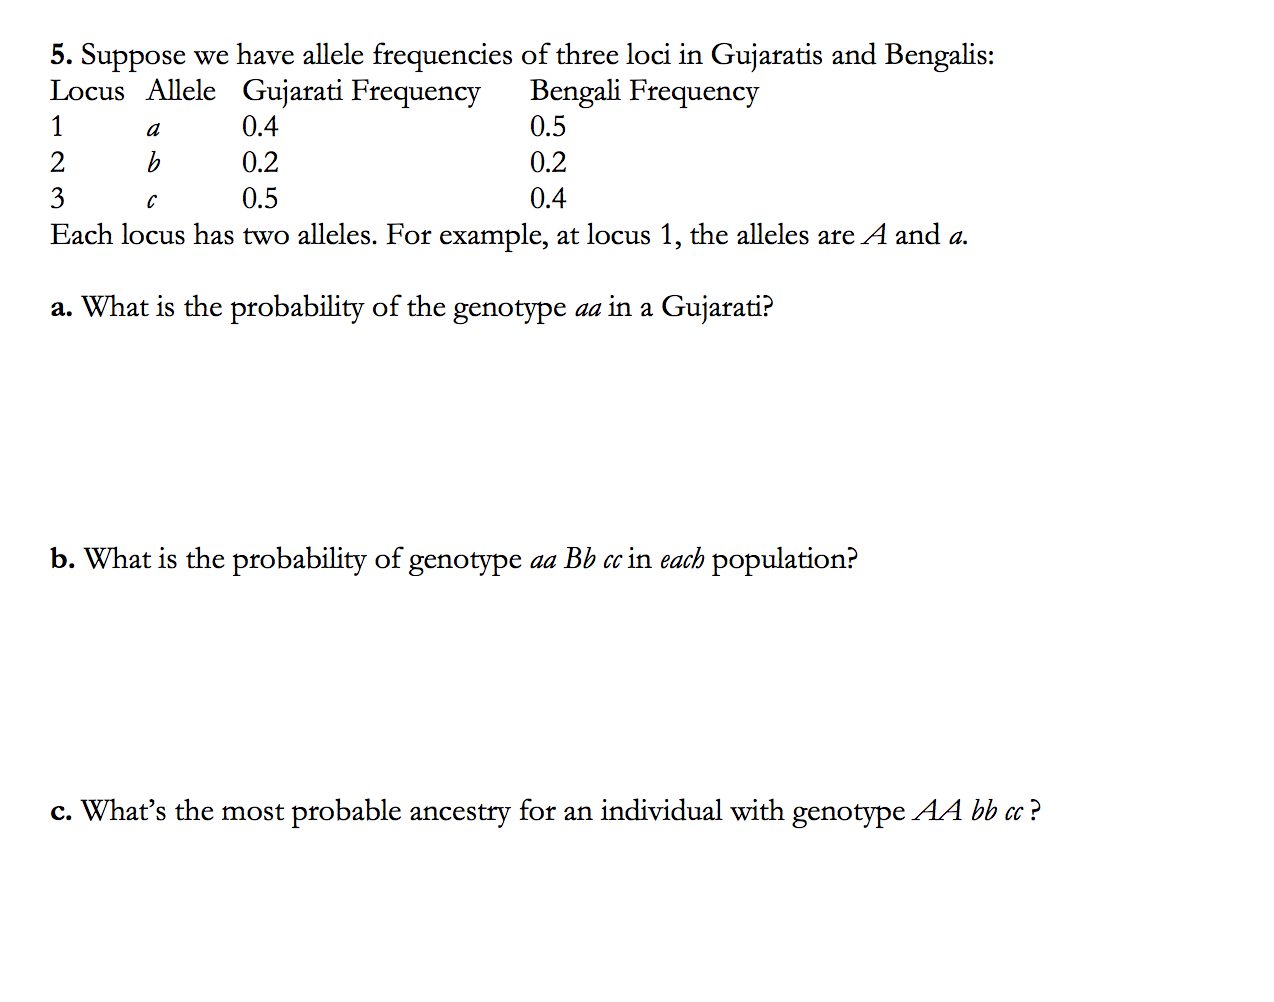 5. Suppose we have allele frequencies of three loci in Gujaratis and Bengalis:
Locus Allele Gujarati Frequency Bengali Frequency
1 a 0.4 0.5
2 b 0.2 0.2
3 c 0.5 0.4
Each locus has two alleles. For example, at locus 1, the alleles are A and a.
a. What is the probability of the genotype aa in a Gujarati?
b. What is the probability of genotype aa Bb cc in each population?
c. What’s the most probable ancestry for an individual with genotype AA bb cc ?